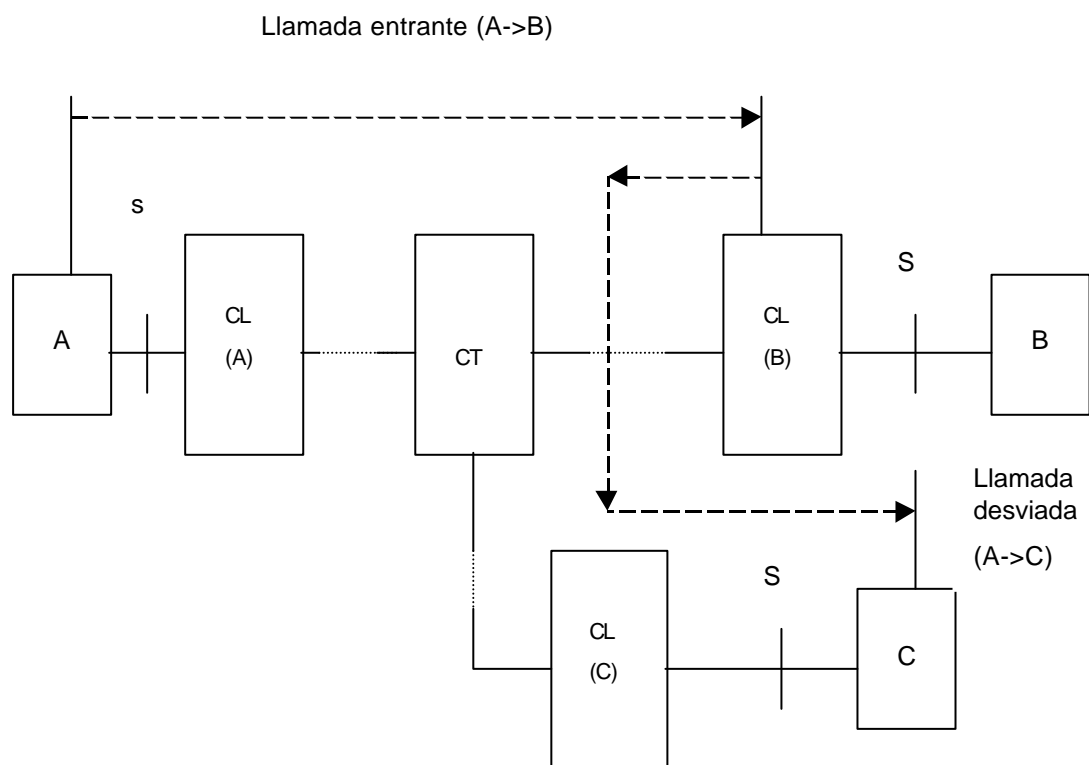 Llamada entrante (A->B)
s
S
A
CL
(A)
CT
CL
(B)
B
Llamada
desviada
(A->C)
S
CL
(C)
C